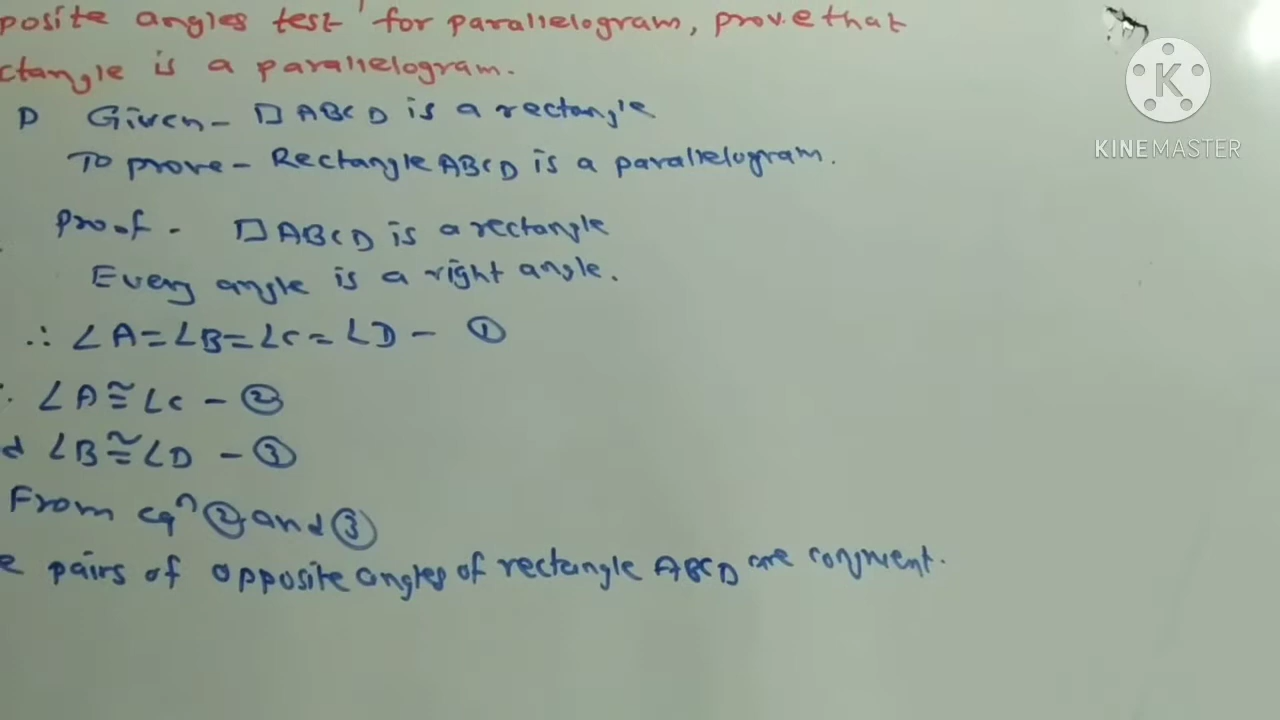 posite angles test' for parallelogram, prove that
ctangle is a parallelogram.
D Given - □ ABCD is a rectangle
To prove - Rectangle ABCD is a parallelogram.
Proof - □ ABCD is a rectangle
Every angle is a right angle.
∴ ∠A = ∠B = ∠C = ∠D - ①
∠A ≅ ∠C - ②
d ∠B ≅ ∠D - ③
From eqⁿ ② and ③
e pairs of opposite angles of rectangle ABCD are congruent.
K
KINEMASTER